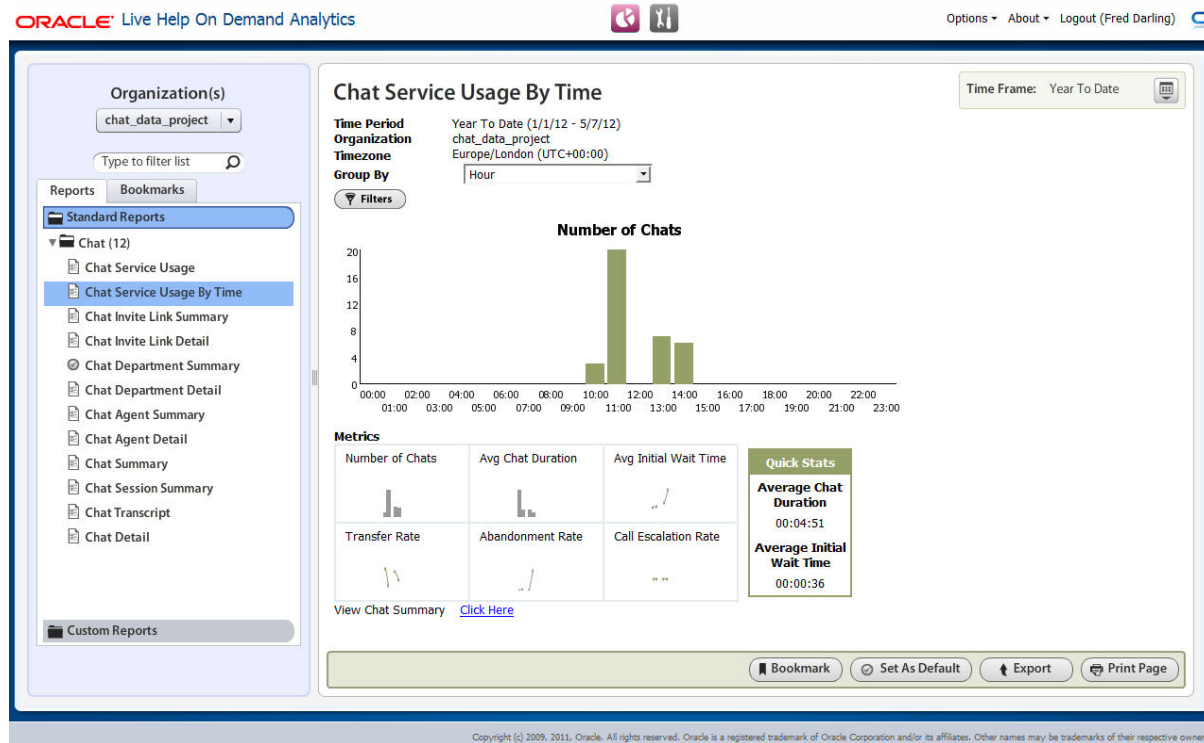 ORACLE Live Help On Demand Analytics
Options About Logout (Fred Darling)
Organization(s)
chat_data_project
Type to filter list
Reports Bookmarks
Standard Reports
Chat (12)
Chat Service Usage
Chat Service Usage By Time
Chat Invite Link Summary
Chat Invite Link Detail
Chat Department Summary
Chat Department Detail
Chat Agent Summary
Chat Agent Detail
Chat Summary
Chat Session Summary
Chat Transcript
Chat Detail
Custom Reports
Chat Service Usage By Time
Time Frame: Year To Date
Time Period Year To Date (1/1/12 - 5/7/12)
Organization chat_data_project
Timezone Europe/London (UTC+00:00)
Group By Hour
Filters
Number of Chats
20
16
12
8
4
0
00:00 02:00 04:00 06:00 08:00 10:00 12:00 14:00 16:00 18:00 20:00 22:00
01:00 03:00 05:00 07:00 09:00 11:00 13:00 15:00 17:00 19:00 21:00 23:00
Metrics
Number of Chats Avg Chat Duration Avg Initial Wait Time
Transfer Rate Abandonment Rate Call Escalation Rate
Quick Stats
Average Chat
Duration
00:04:51
Average Initial
Wait Time
00:00:36
View Chat Summary Click Here
Bookmark Set As Default Export Print Page
Copyright (c) 2009, 2011, Oracle. All rights reserved. Oracle is a registered trademark of Oracle Corporation and/or its affiliates. Other names may be trademarks of their respective owne